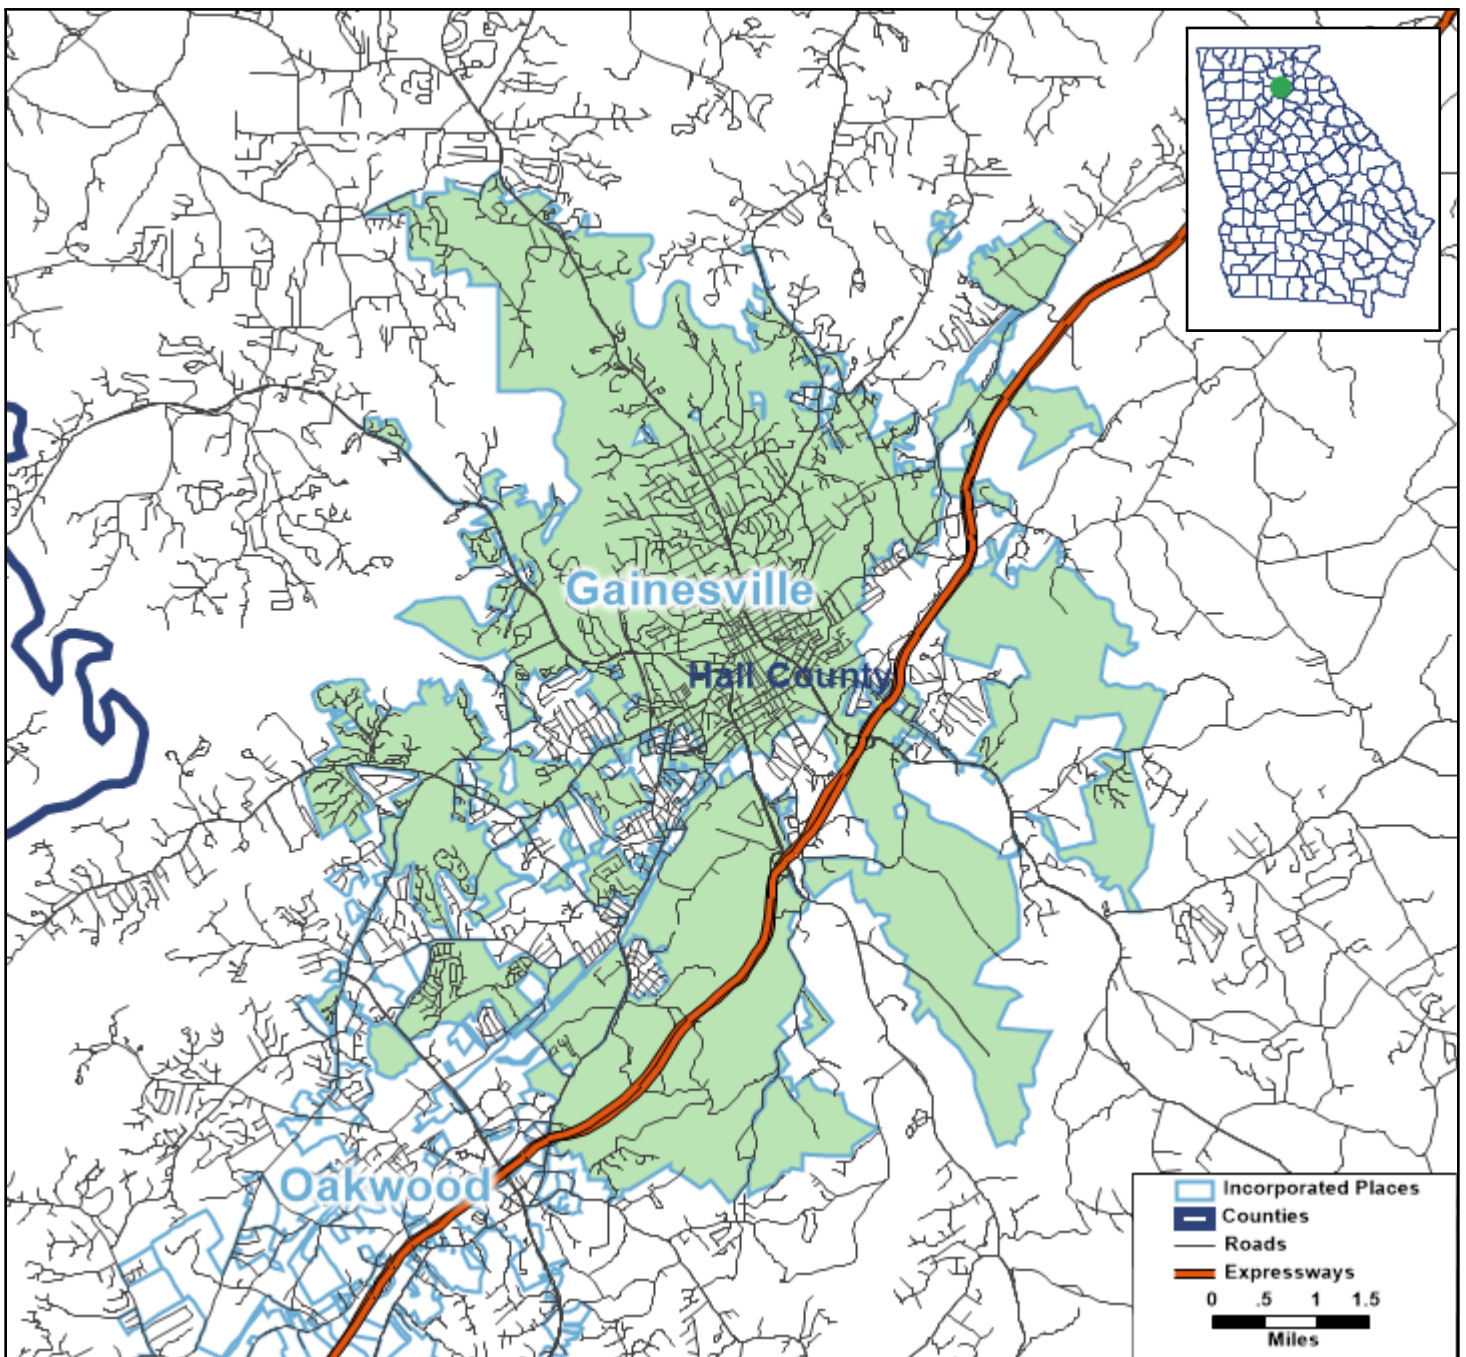 Gainesville
Hall County
Oakwood
Incorporated Places
Counties
Roads
Expressways
0 .5 1 1.5
Miles